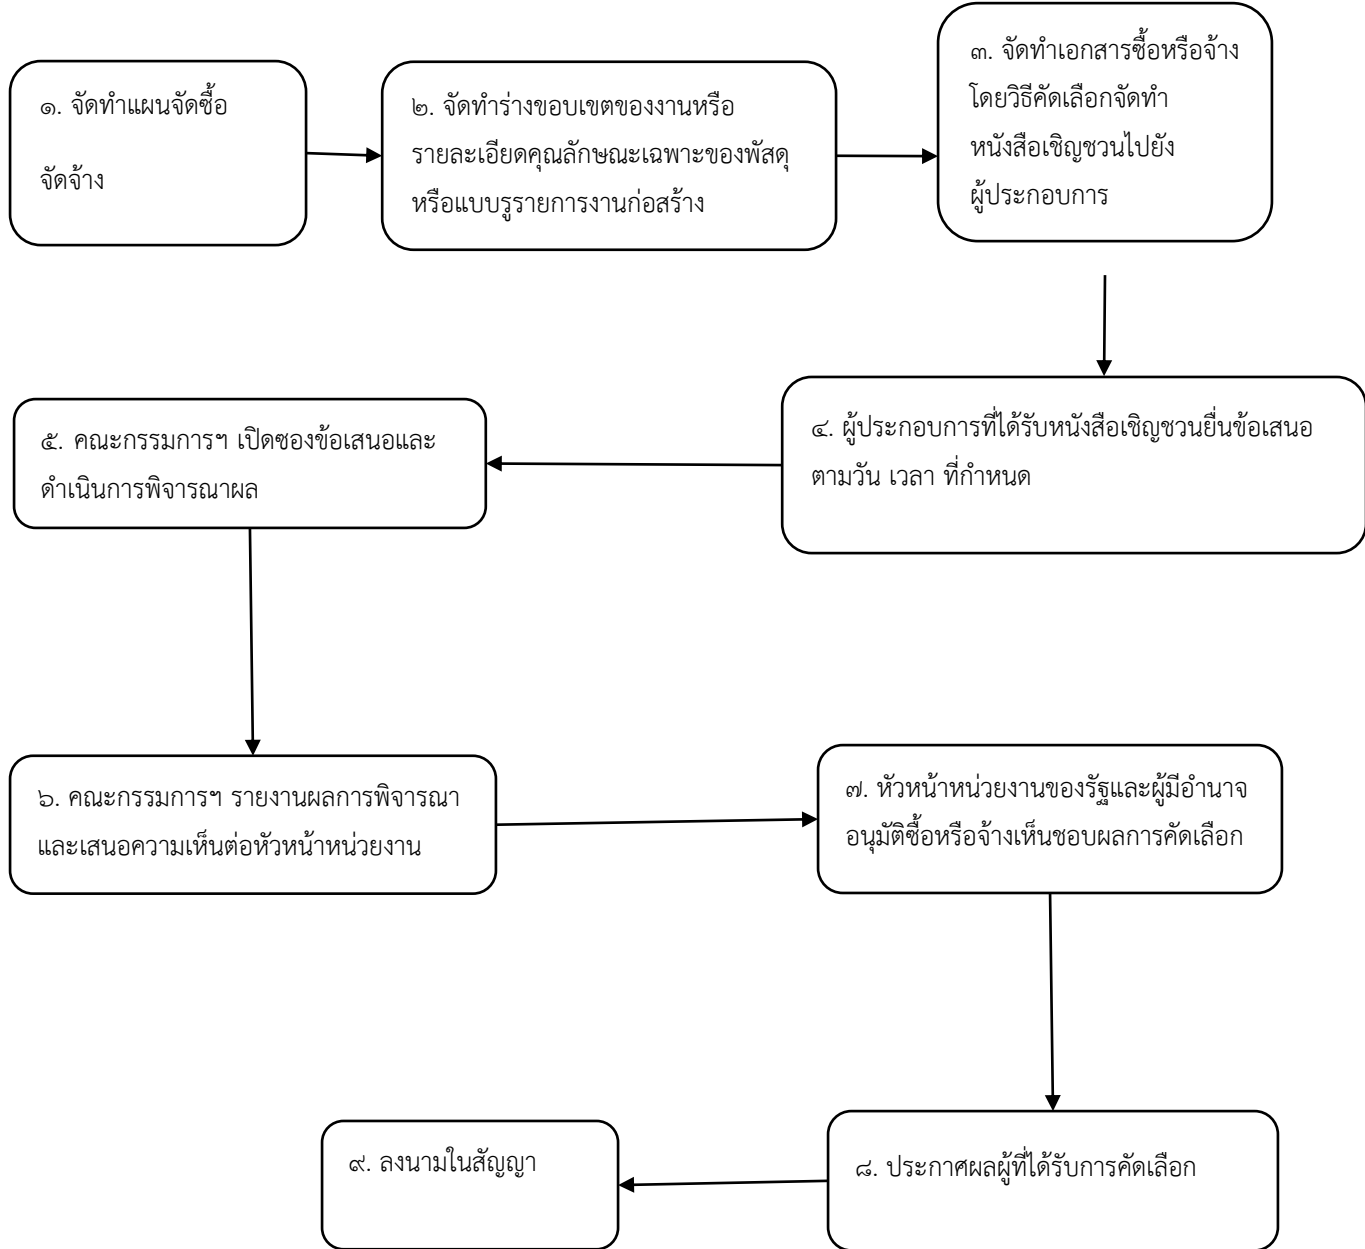 ๑. จัดทำแผนจัดซื้อ
จัดจ้าง
๒. จัดทำร่างขอบเขตของงานหรือ
รายละเอียดคุณลักษณะเฉพาะของพัสดุ
หรือแบบรูรายการงานก่อสร้าง
๓. จัดทำเอกสารซื้อหรือจ้าง
โดยวิธีคัดเลือกจัดทำ
หนังสือเชิญชวนไปยัง
ผู้ประกอบการ
๔. ผู้ประกอบการที่ได้รับหนังสือเชิญชวนยื่นข้อเสนอ
ตามวัน เวลา ที่กำหนด
๕. คณะกรรมการฯ เปิดซองข้อเสนอและ
ดำเนินการพิจารณาผล
๖. คณะกรรมการฯ รายงานผลการพิจารณา
และเสนอความเห็นต่อหัวหน้าหน่วยงาน
๗. หัวหน้าหน่วยงานของรัฐและผู้มีอำนาจ
อนุมัติซื้อหรือจ้างเห็นชอบผลการคัดเลือก
๘. ประกาศผลผู้ที่ได้รับการคัดเลือก
๙. ลงนามในสัญญา